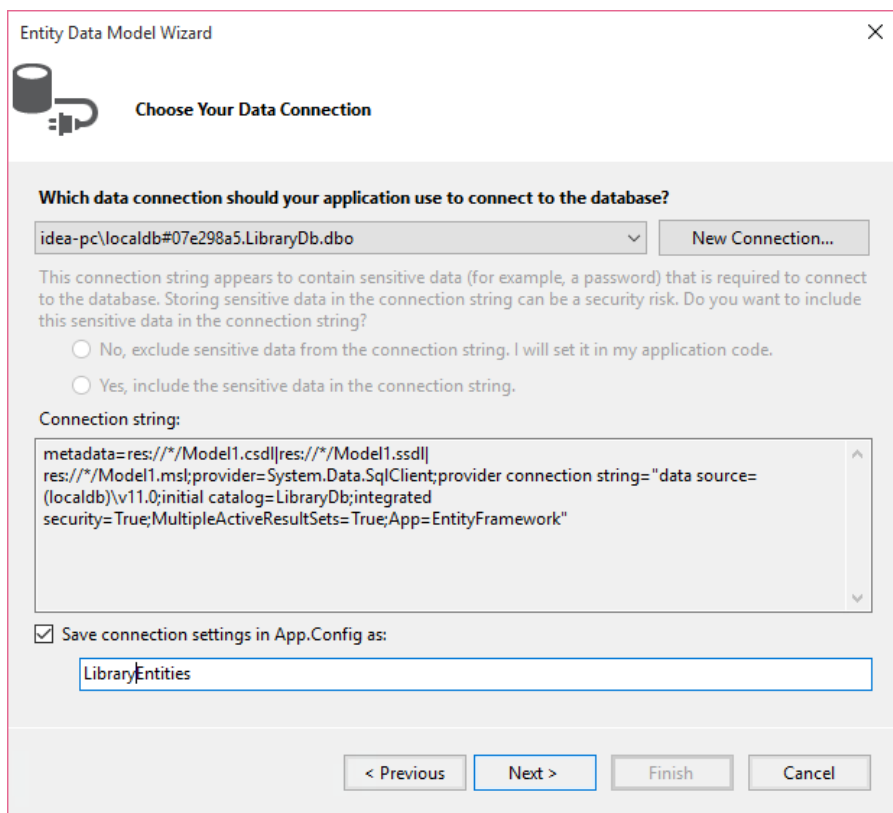 Entity Data Model Wizard
Choose Your Data Connection
Which data connection should your application use to connect to the database?
idea-pc\localdb#07e298a5.LibraryDb.dbo
New Connection...
This connection string appears to contain sensitive data (for example, a password) that is required to connect
to the database. Storing sensitive data in the connection string can be a security risk. Do you want to include
this sensitive data in the connection string?
No, exclude sensitive data from the connection string. I will set it in my application code.
Yes, include the sensitive data in the connection string.
Connection string:
metadata=res://*/Model1.csdl|res://*/Model1.ssdl|
res://*/Model1.msl;provider=System.Data.SqlClient;provider connection string="data source=
(localdb)\v11.0;initial catalog=LibraryDb;integrated
security=True;MultipleActiveResultSets=True;App=EntityFramework"
Save connection settings in App.Config as:
LibraryEntities
< Previous
Next >
Finish
Cancel